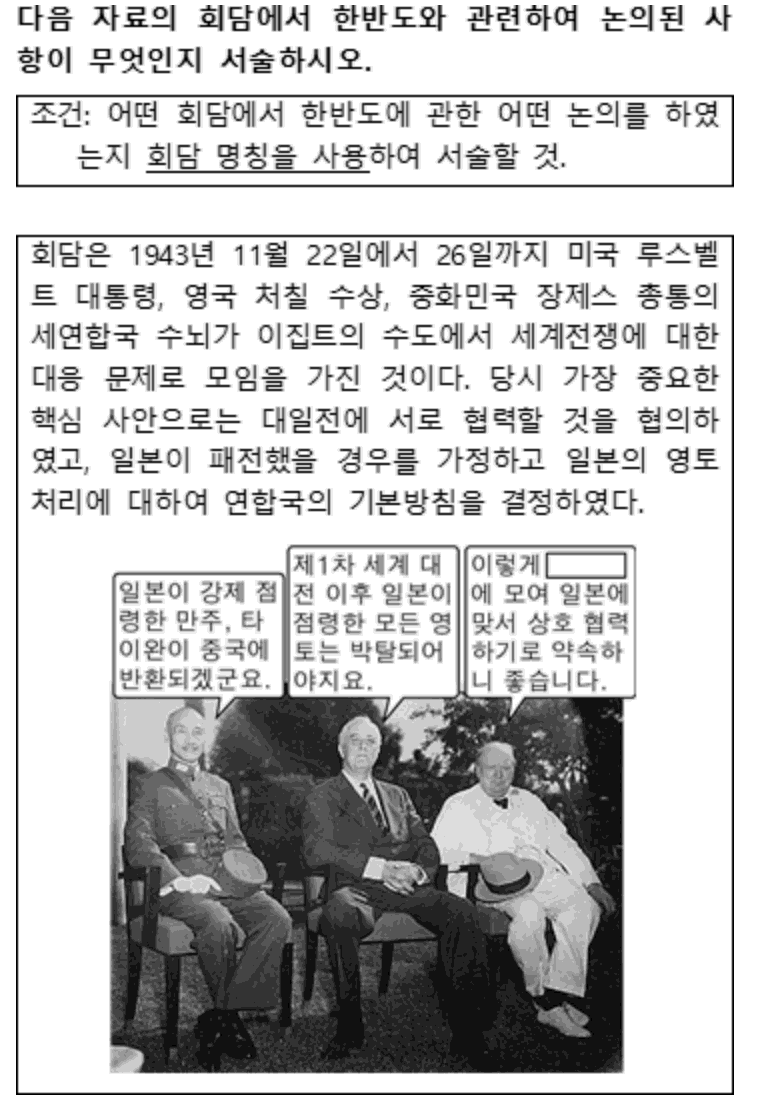 다음 자료의 회담에서 한반도와 관련하여 논의된 사
항이 무엇인지 서술하시오.
조건: 어떤 회담에서 한반도에 관한 어떤 논의를 하였
는지 회담 명칭을 사용하여 서술할 것.
회담은 1943년 11월 22일에서 26일까지 미국 루스벨
트 대통령, 영국 처칠 수상, 중화민국 장제스 총통의
세연합국 수뇌가 이집트의 수도에서 세계전쟁에 대한
대응 문제로 모임을 가진 것이다. 당시 가장 중요한
핵심 사안으로는 대일전에 서로 협력할 것을 협의하
였고, 일본이 패전했을 경우를 가정하고 일본의 영토
처리에 대하여 연합국의 기본방침을 결정하였다.
일본이 강제 점
령한 만주, 타
이완이 중국에
반환되겠군요.
제1차 세계 대
전 이후 일본이
점령한 모든 영
토는 박탈되어
야지요.
이렇게
에 모여 일본에
맞서 상호 협력
하기로 약속하
니 좋습니다.